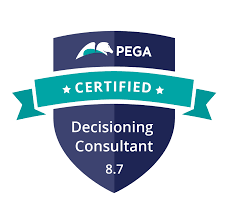 PEGA
CERTIFIED
Decisioning
Consultant
8.7